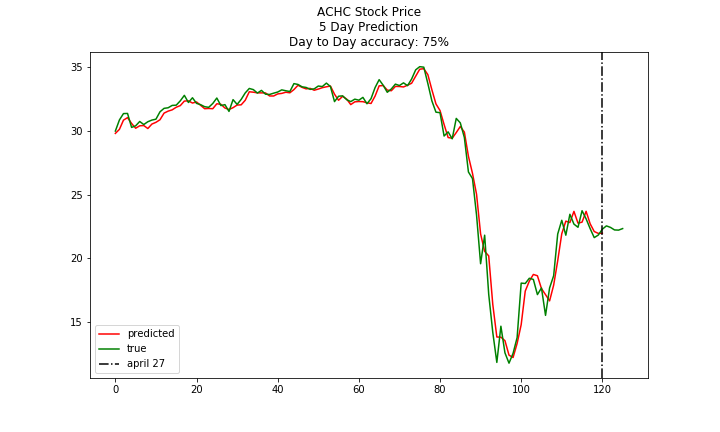 ACHC Stock Price
5 Day Prediction
Day to Day accuracy: 75%
35
30
25
20
15
predicted
true
april 27
0
20
40
60
80
100
120